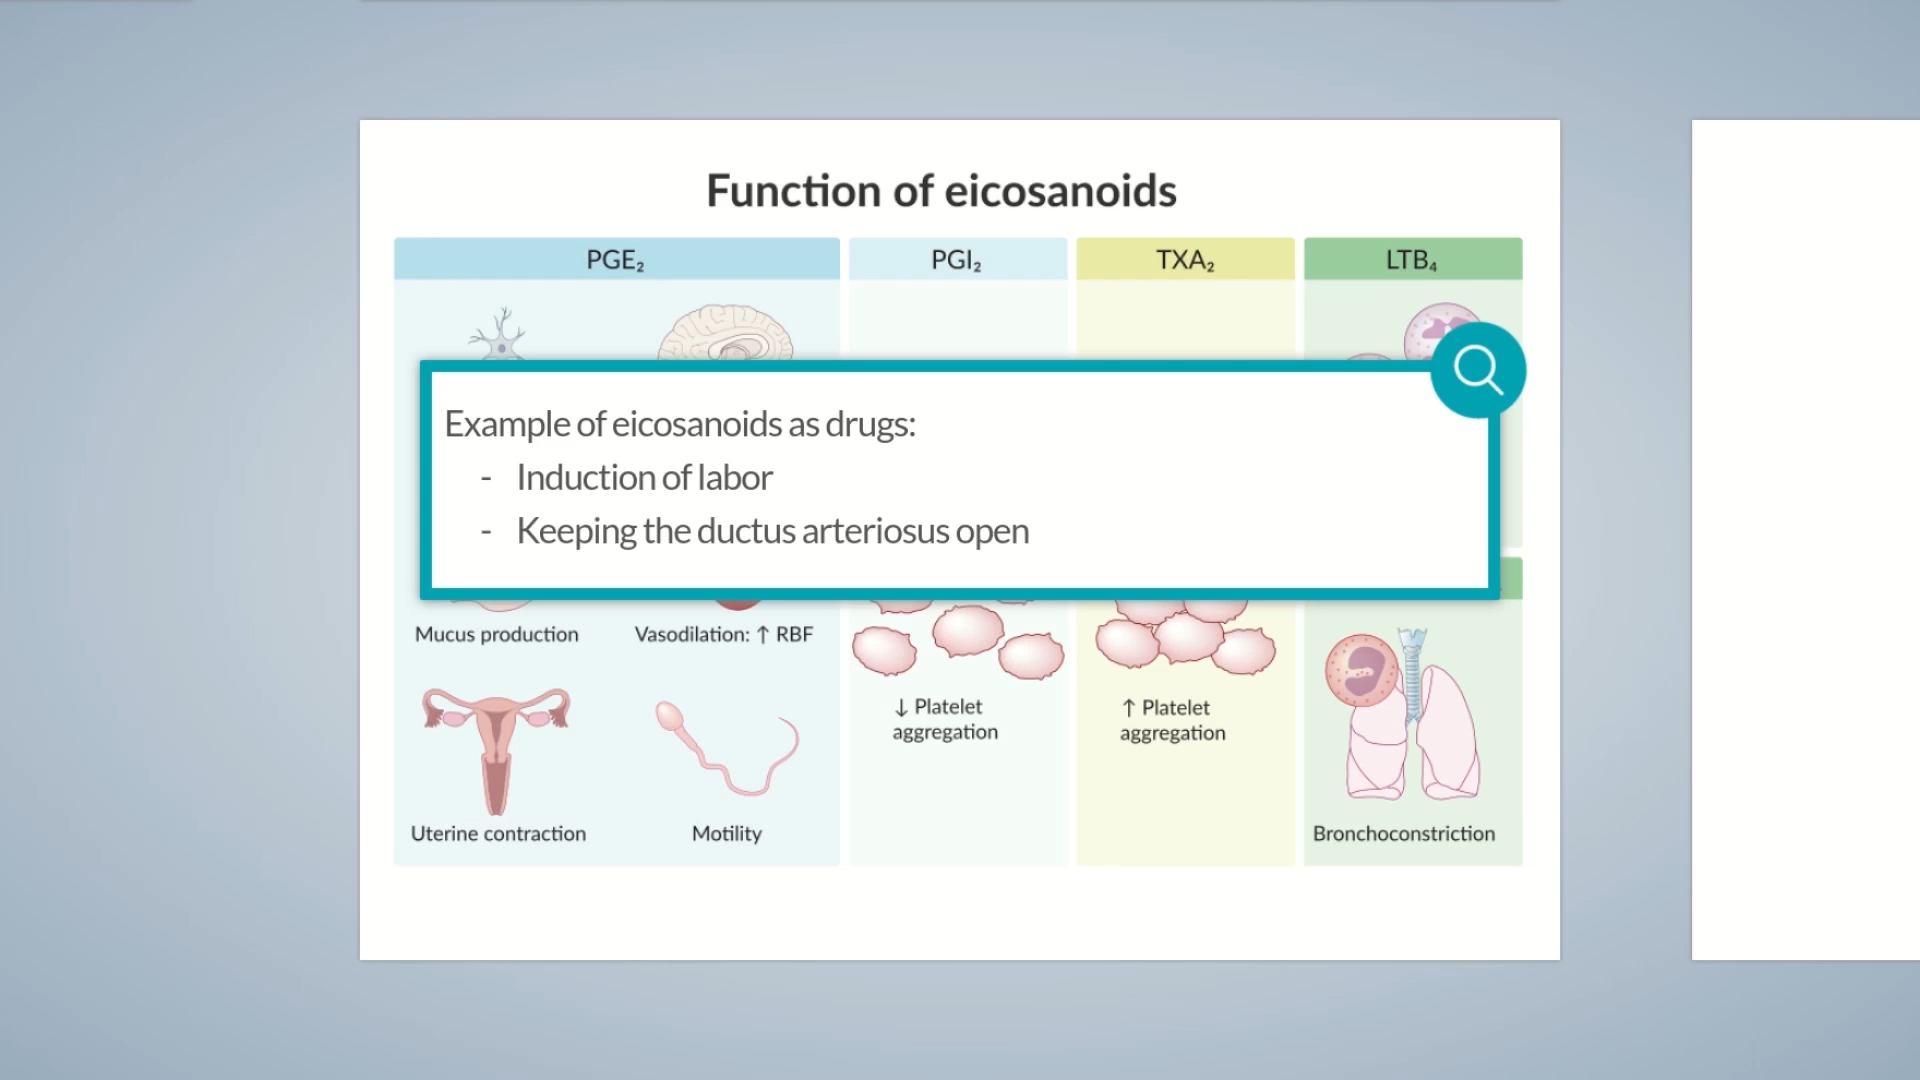 Function of eicosanoids
PGE₂
PGI₂
TXA₂
LTB₄
Example of eicosanoids as drugs:
- Induction of labor
- Keeping the ductus arteriosus open
Mucus production
Vasodilation: ↑ RBF
↓ Platelet
aggregation
↑ Platelet
aggregation
Uterine contraction
Motility
Bronchoconstriction